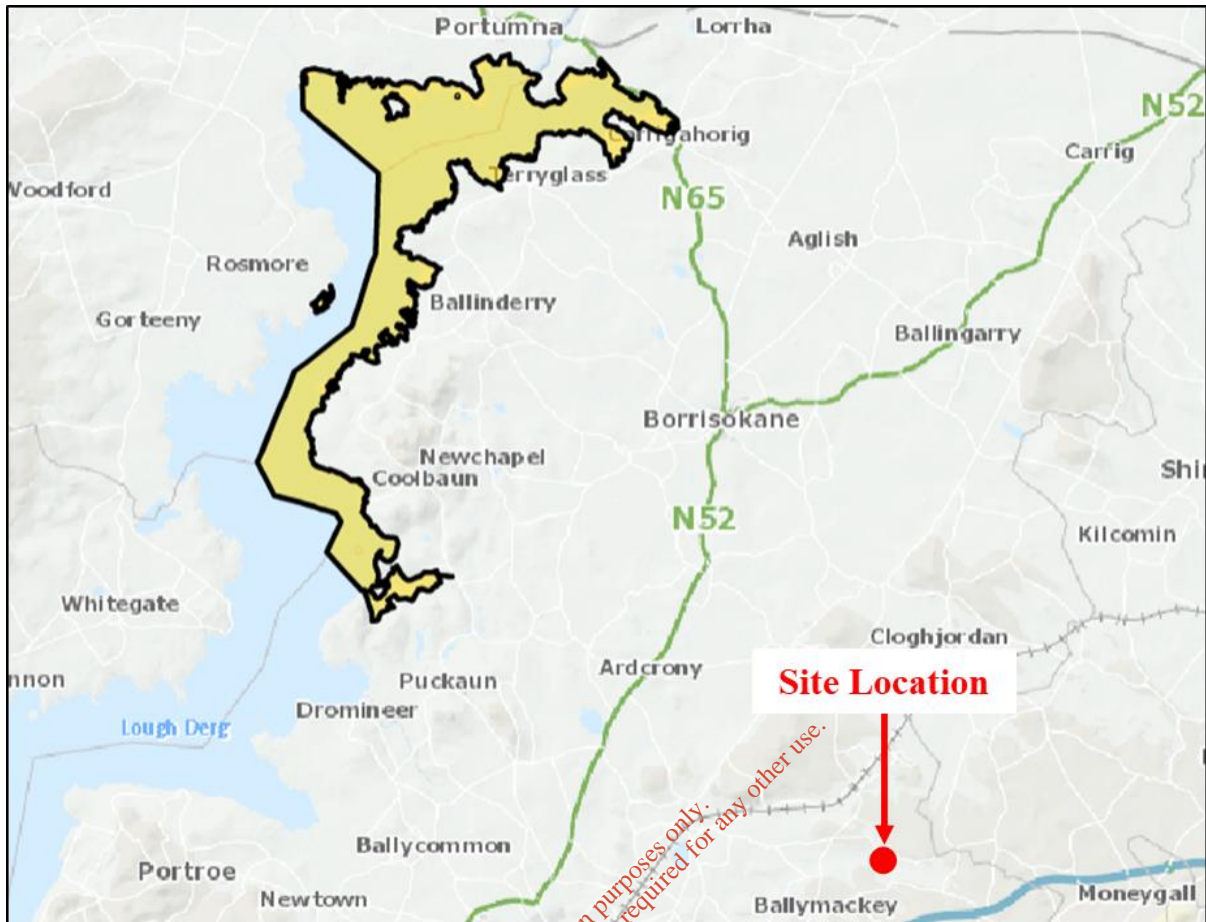 Portumna
Lorrha
N52
Carrigahorig
Carrig
Terryglass
Woodford
N65
Aglish
Rosmore
Ballinderry
Gorteeny
Ballingarry
Borrisokane
Newchapel
Coolbaun
Shi
N52
Kilcomin
Whitegate
Cloghjordan
Ardcrony
nnon
Puckaun
Site Location
Dromineer
Lough Derg
n purposes only.
required for any other use.
Ballycommon
Portroe
Newtown
Ballymackey
Moneygall